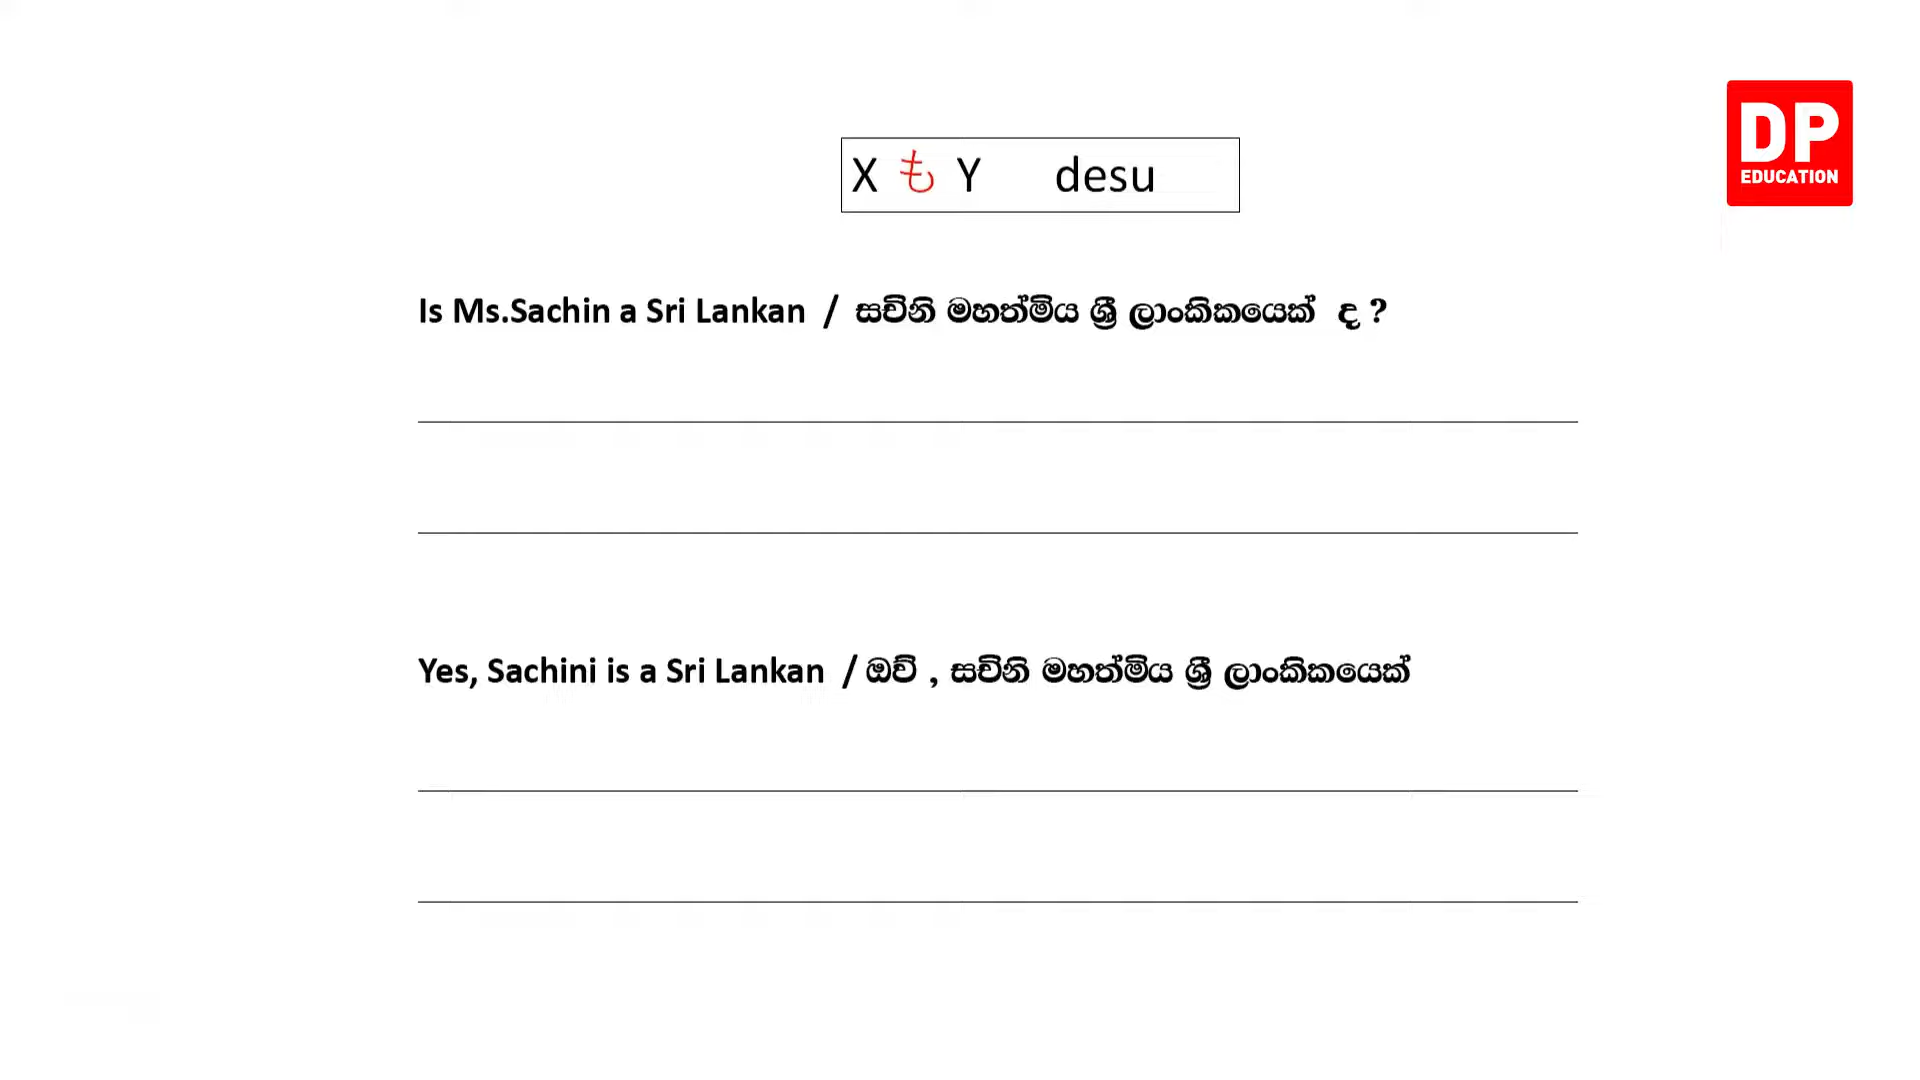 DP
EDUCATION
X も Y desu
Is Ms.Sachin a Sri Lankan / සචිනි මහත්මිය ශ්‍රී ලාංකිකයෙක් ද ?
Yes, Sachini is a Sri Lankan / ඔව් , සචිනි මහත්මිය ශ්‍රී ලාංකිකයෙක්